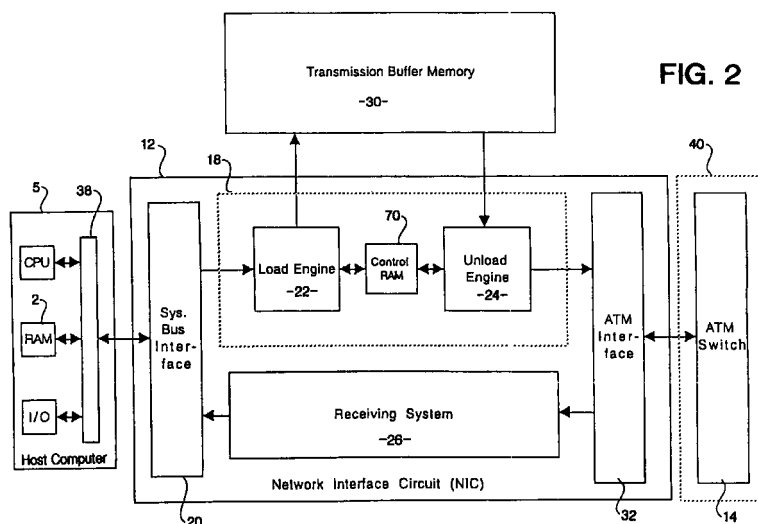 Transmission Buffer Memory
-30-
FIG. 2
12
18
40
5
38
CPU
2
RAM
I/O
Host Computer
Sys.
Bus
Inter-
face
20
Load Engine
-22-
70
Control
RAM
Unload
Engine
-24-
Receiving System
-26-
Network Interface Circuit (NIC)
ATM
Inter-
face
32
ATM
Switch
14